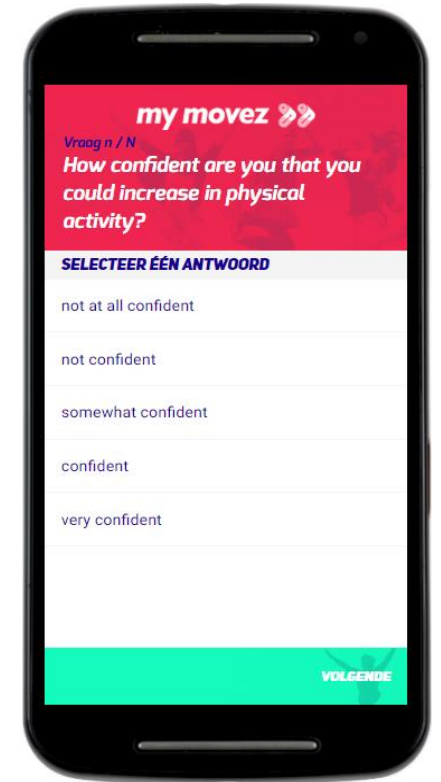 my movez
Vraag n / N
How confident are you that you
could increase in physical
activity?
SELECTEER ÉÉN ANTWOORD
not at all confident
not confident
somewhat confident
confident
very confident
VOLGENDE